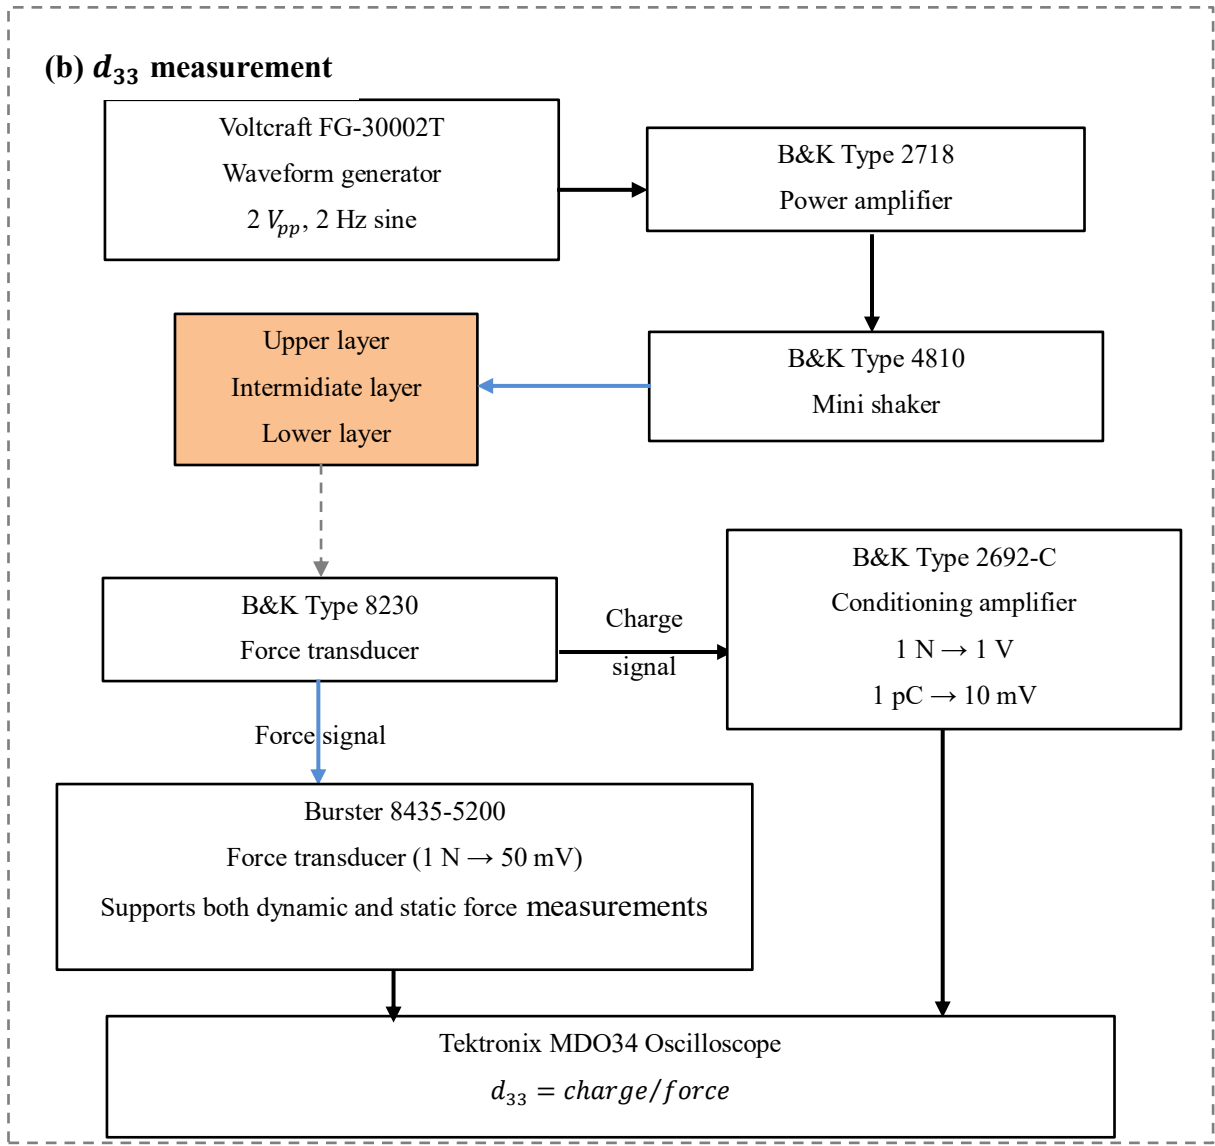 (b) d₃₃ measurement
Voltcraft FG-30002T
Waveform generator
2 Vₚₚ, 2 Hz sine
B&K Type 2718
Power amplifier
Upper layer
Intermidiate layer
Lower layer
B&K Type 4810
Mini shaker
B&K Type 8230
Force transducer
Charge
signal
B&K Type 2692-C
Conditioning amplifier
1 N → 1 V
1 pC → 10 mV
Force signal
Burster 8435-5200
Force transducer (1 N → 50 mV)
Supports both dynamic and static force measurements
Tektronix MDO34 Oscilloscope
d₃₃ = charge/force